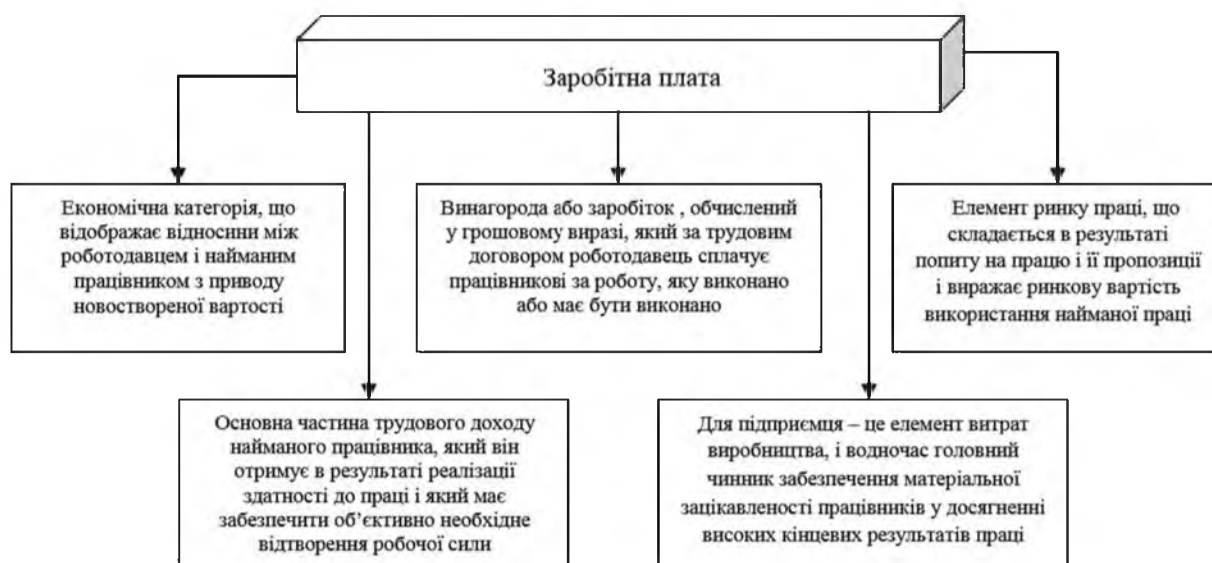 Заробітна плата
Економічна категорія, що
відображає відносини між
роботодавцем і найманим
працівником з приводу
новоствореної вартості
Винагорода або заробіток , обчислений
у грошовому виразі, який за трудовим
договором роботодавець сплачує
працівникові за роботу, яку виконано
або має бути виконано
Елемент ринку праці, що
складається в результаті
попиту на працю і її пропозиції
і виражає ринкову вартість
використання найманої праці
Основна частина трудового доходу
найманого працівника, який він
отримує в результаті реалізації
здатності до праці і який має
забезпечити об’єктивно необхідне
відтворення робочої сили
Для підприємця – це елемент витрат
виробництва, і водночас головний
чинник забезпечення матеріальної
зацікавленості працівників у досягненні
високих кінцевих результатів праці